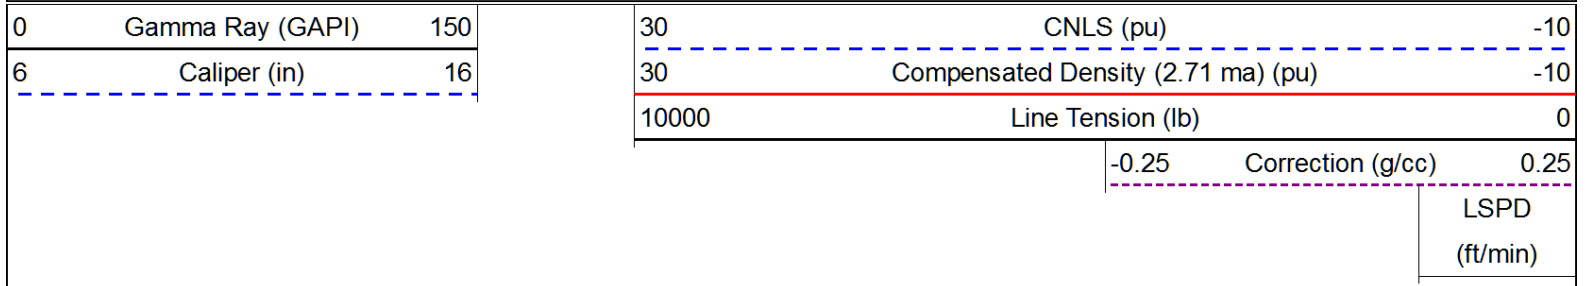 0 Gamma Ray (GAPI) 150 30 CNLS (pu) -10
6 Caliper (in) 16 30 Compensated Density (2.71 ma) (pu) -10
10000 Line Tension (lb) 0
-0.25 Correction (g/cc) 0.25
LSPD
(ft/min)